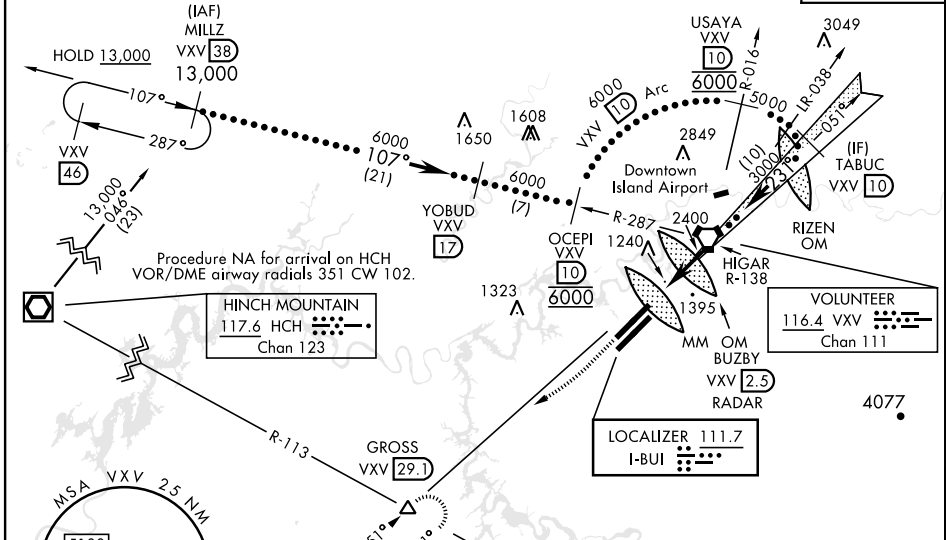 (IAF)
MILLZ
VXV 38
13,000
HOLD 13,000
107°
287°
VXV
46
13,000
046°
(23)
6000
107°
(21)
1650
1608
6000
(7)
YOBUD
VXV
17
6000
VXV 10 Arc
USAYA
VXV
10
6000
R-016
5000
3049
LR-038
051°
(10)
3000
2849
Downtown
Island Airport
(IF)
TABUC
VXV 10
RIZEN
OM
R-287
2400
1240
HIGAR
R-138
OCEPI
VXV
10
6000
1323
1395
MM
OM
BUZBY
VXV 2.5
RADAR
VOLUNTEER
116.4 VXV
Chan 111
4077
Procedure NA for arrival on HCH
VOR/DME airway radials 351 CW 102.
HINCH MOUNTAIN
117.6 HCH
Chan 123
LOCALIZER 111.7
I-BUI
R-113
GROSS
VXV 29.1
MSA VXV 25 NM